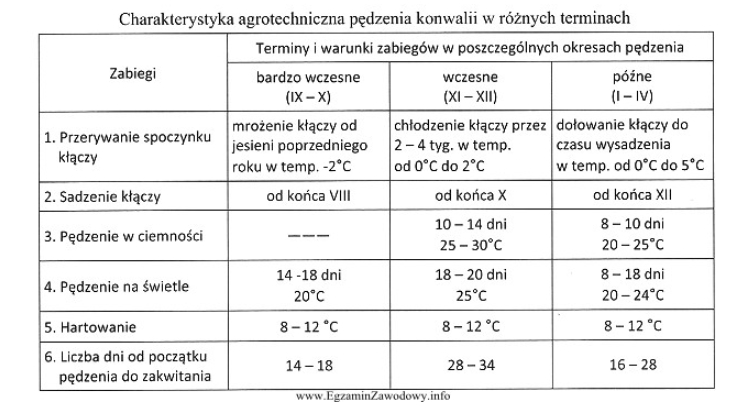 Charakterystyka agrotechniczna pędzenia konwalii w różnych terminach
Zabiegi
Terminy i warunki zabiegów w poszczególnych okresach pędzenia
bardzo wczesne
(IX – X)
wczesne
(XI – XII)
późne
(I – IV)
1. Przerywanie spoczynku
kłączy
mrożenie kłączy od
jesieni poprzedniego
roku w temp. -2°C
chłodzenie kłączy przez
2 – 4 tyg. w temp.
od 0°C do 2°C
dołowanie kłączy do
czasu wysadzenia
w temp. od 0°C do 5°C
2. Sadzenie kłączy
od końca VIII
od końca X
od końca XII
3. Pędzenie w ciemności
– – –
10 – 14 dni
25 – 30°C
8 – 10 dni
20 – 25°C
4. Pędzenie na świetle
14 -18 dni
20°C
18 – 20 dni
25°C
8 – 18 dni
20 – 24°C
5. Hartowanie
8 – 12 °C
8 – 12 °C
8 – 12 °C
6. Liczba dni od początku
pędzenia do zakwitania
14 – 18
28 – 34
16 – 28
www.EgzaminZawodowy.info